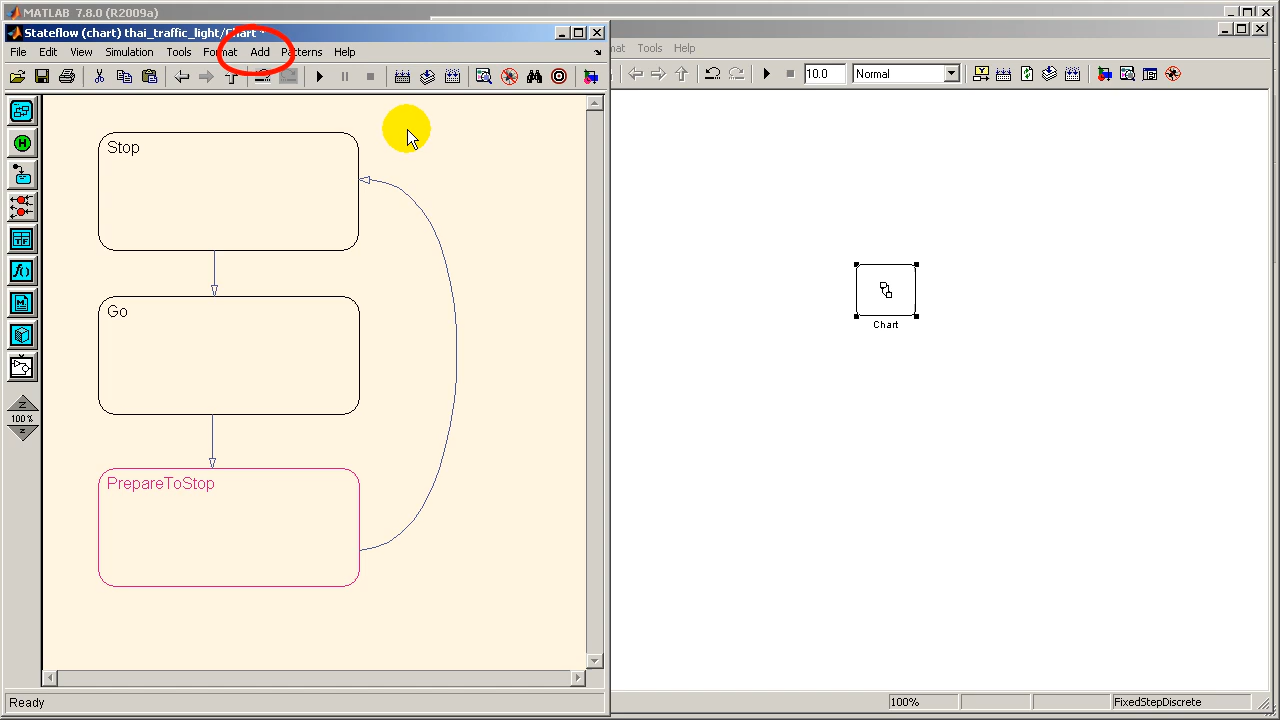 MATLAB 7.8.0 (R2009a)
Stateflow (chart) thai_traffic_light/Chart *
File Edit View Simulation Tools Format Add Patterns Help
mat Tools Help
10.0 Normal
Stop
Go
PrepareToStop
100%
Chart
Ready
100% FixedStepDiscrete